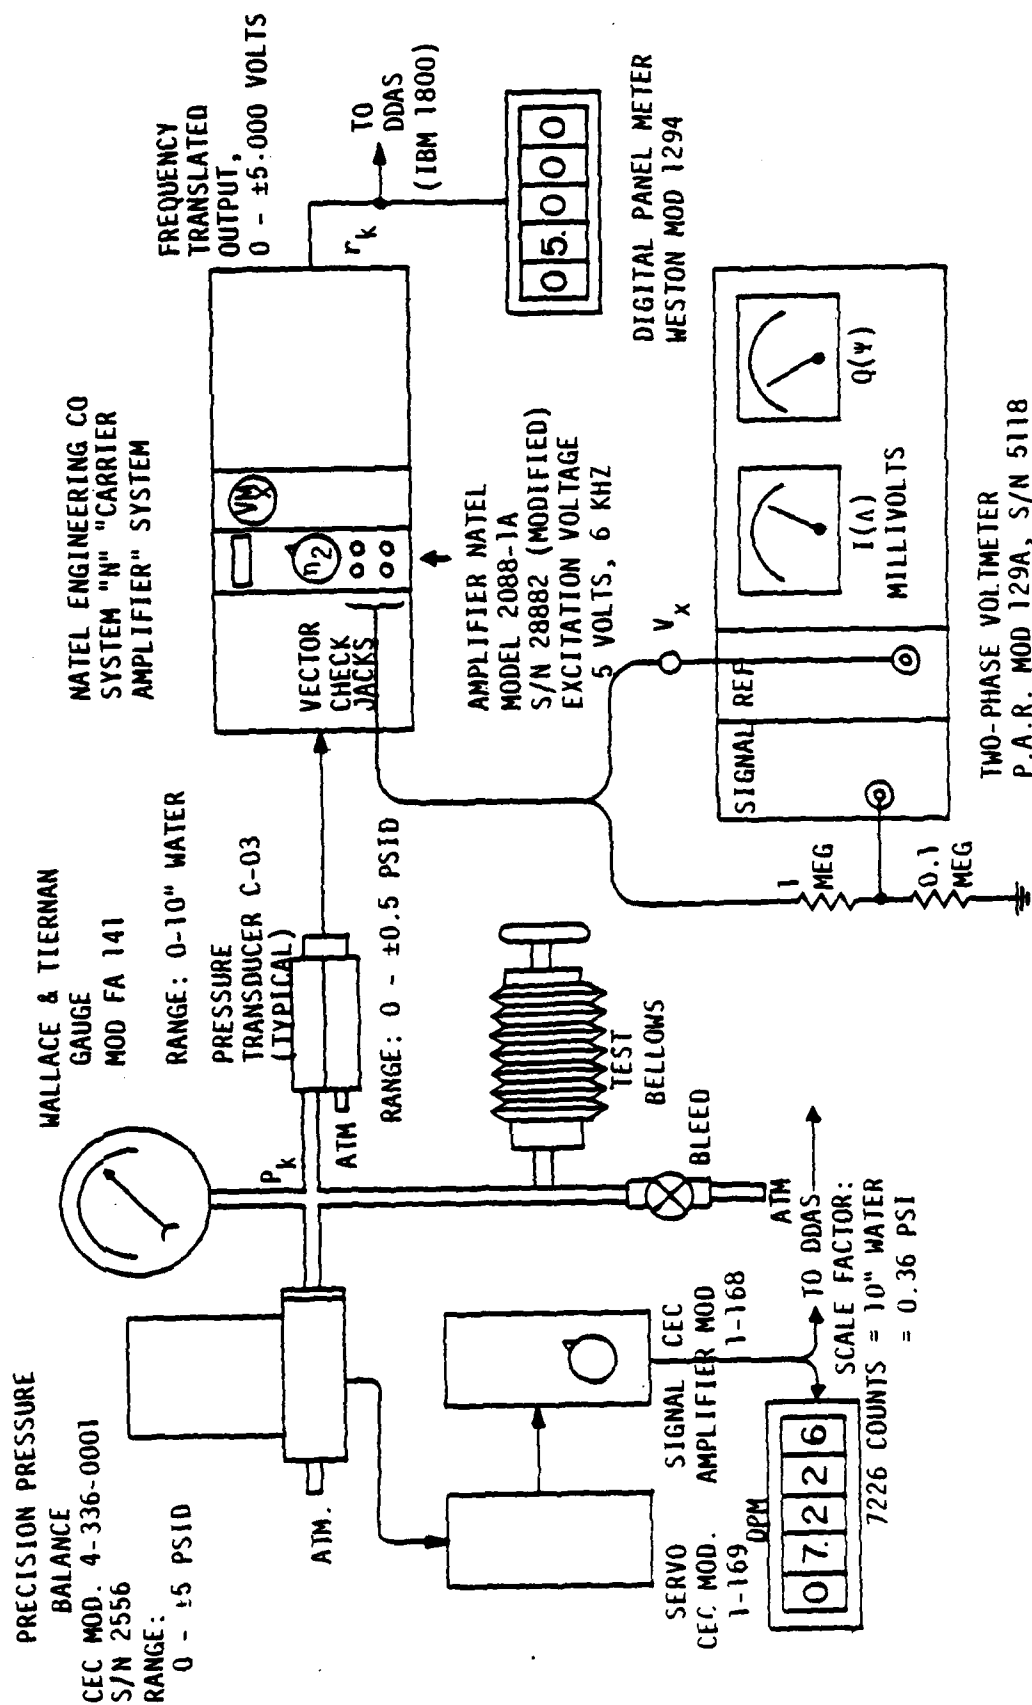 PRECISION PRESSURE
BALANCE
CEC MOD. 4-336-0001
S/N 2556
RANGE:
0 - ±5 PSID
ATM.
WALLACE & TIERNAN
GAUGE
MOD FA 141
RANGE: 0-10" WATER
PRESSURE
TRANSDUCER C-03
(TYPICAL)
RANGE: 0 - ±0.5 PSID
ATM
Pk
NATEL ENGINEERING CO
SYSTEM "N" "CARRIER
AMPLIFIER" SYSTEM
VECTOR
CHECK
JACKS
η2
VMx
FREQUENCY
TRANSLATED
OUTPUT,
0 - ±5.000 VOLTS
rk
TO
DDAS
(IBM 1800)
05.000
DIGITAL PANEL METER
WESTON MOD 1294
AMPLIFIER NATEL
MODEL 2088-1A
S/N 28882 (MODIFIED)
EXCITATION VOLTAGE
5 VOLTS, 6 KHZ
TEST
BELLOWS
BLEED
ATM
SERVO
CEC MOD.
1-169
SIGNAL CEC
AMPLIFIER MOD
1-168
TO DDAS
DPM
07.226
SCALE FACTOR:
7226 COUNTS = 10" WATER
= 0.36 PSI
1
MEG
0.1
MEG
Vx
SIGNAL
REF
I(Λ)
MILLIVOLTS
Q(Ψ)
TWO-PHASE VOLTMETER
P.A.R. MOD 129A, S/N 5118